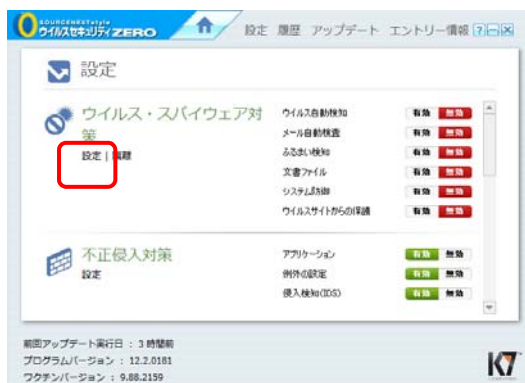 SOURCENEXTstyle
ウイルスセキュリティZERO
設定 履歴 アップデート エントリー情報 ?
設定
ウイルス・スパイウェア対策
設定 | 隔離
ウイルス自動検知 有効 無効
メール自動検査 有効 無効
ふるまい検知 有効 無効
文書ファイル 有効 無効
システム防御 有効 無効
ウイルスサイトからの保護 有効 無効
不正侵入対策
設定
アプリケーション 有効 無効
例外の設定 有効 無効
侵入検知(IDS) 有効 無効
前回アップデート実行日 : 3 時間前
プログラムバージョン : 12.2.0181
ワクチンバージョン : 9.88.2159
K7